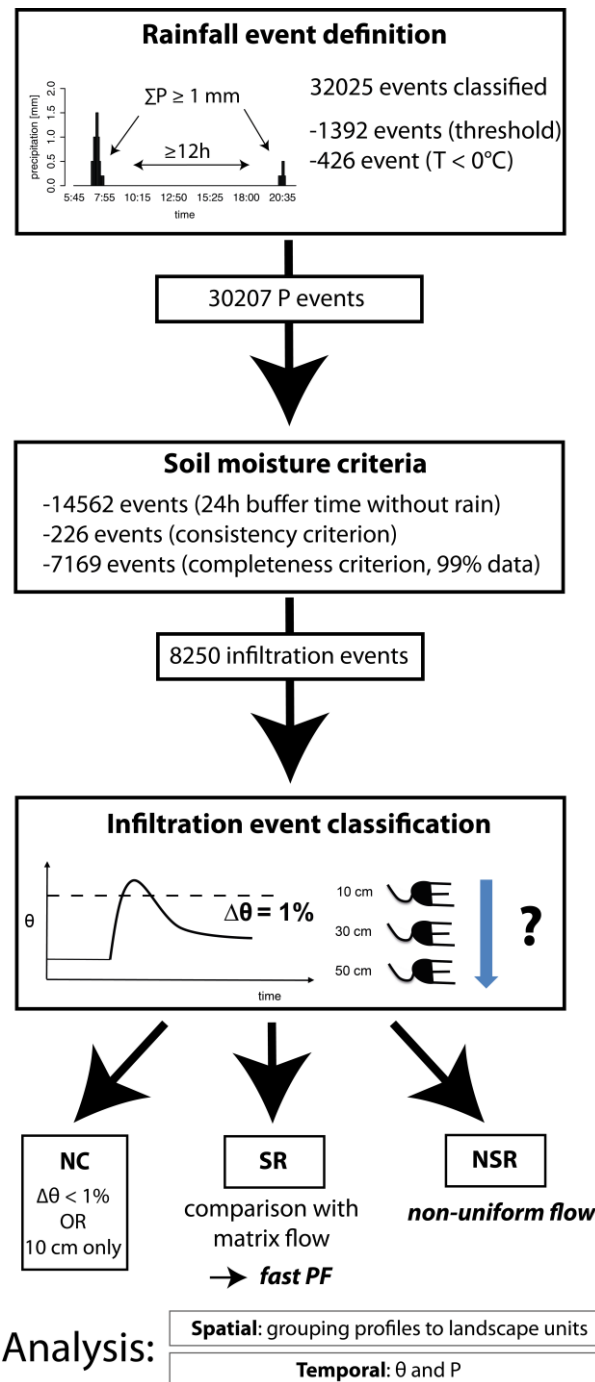 Rainfall event definition
32025 events classified
-1392 events (threshold)
-426 event (T < 0°C)
∑P ≥ 1 mm
≥12h
precipitation [mm]
2.0
1.5
1.0
0.5
0.0
5:45 7:55 10:15 12:50 15:25 18:00 20:35
time
30207 P events
Soil moisture criteria
-14562 events (24h buffer time without rain)
-226 events (consistency criterion)
-7169 events (completeness criterion, 99% data)
8250 infiltration events
Infiltration event classification
θ
Δθ = 1%
time
10 cm
30 cm
50 cm
?
NC
Δθ < 1%
OR
10 cm only
SR
comparison with
matrix flow
→ fast PF
NSR
non-uniform flow
Analysis:
Spatial: grouping profiles to landscape units
Temporal: θ and P